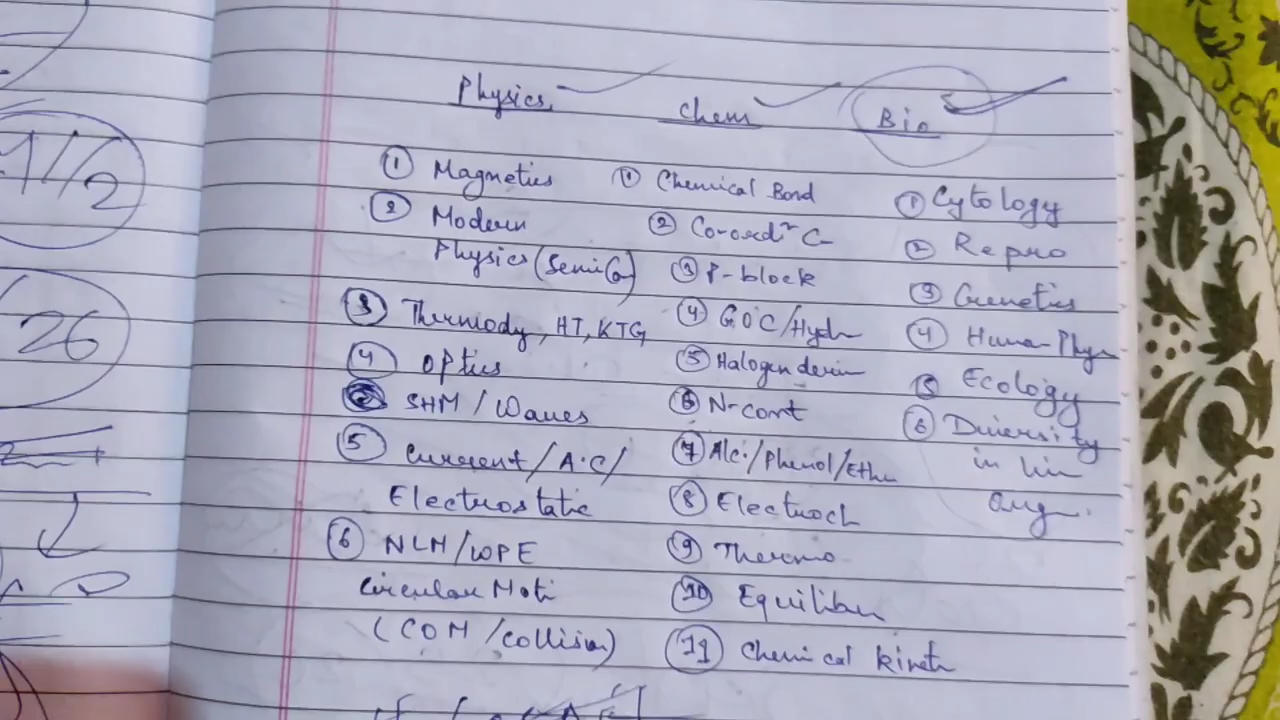 Physics
Chem
Bio
① Magnetics
② Modern
Physics (Semi Co)
③ Thermody, HT, KTG
④ Optics
SHM / Waves
⑤ Current / A.C /
Electrostatic
⑥ NLM / WPE
Circular Moti
(COM / Collision)
① Chemical Bond
② Co-ordiⁿ C
③ P-block
④ GOC/Hydr
⑤ Halogen deriv
⑥ N-cont
⑦ Alc./Phenol/Ethe
⑧ Electroch
⑨ Thermo
⑩ Equilibr
⑪ Chemical kinet
① Cytology
② Repro
③ Genetics
④ Human Phys
⑤ Ecology
⑥ Diversity
in liv
org.
1/2
26